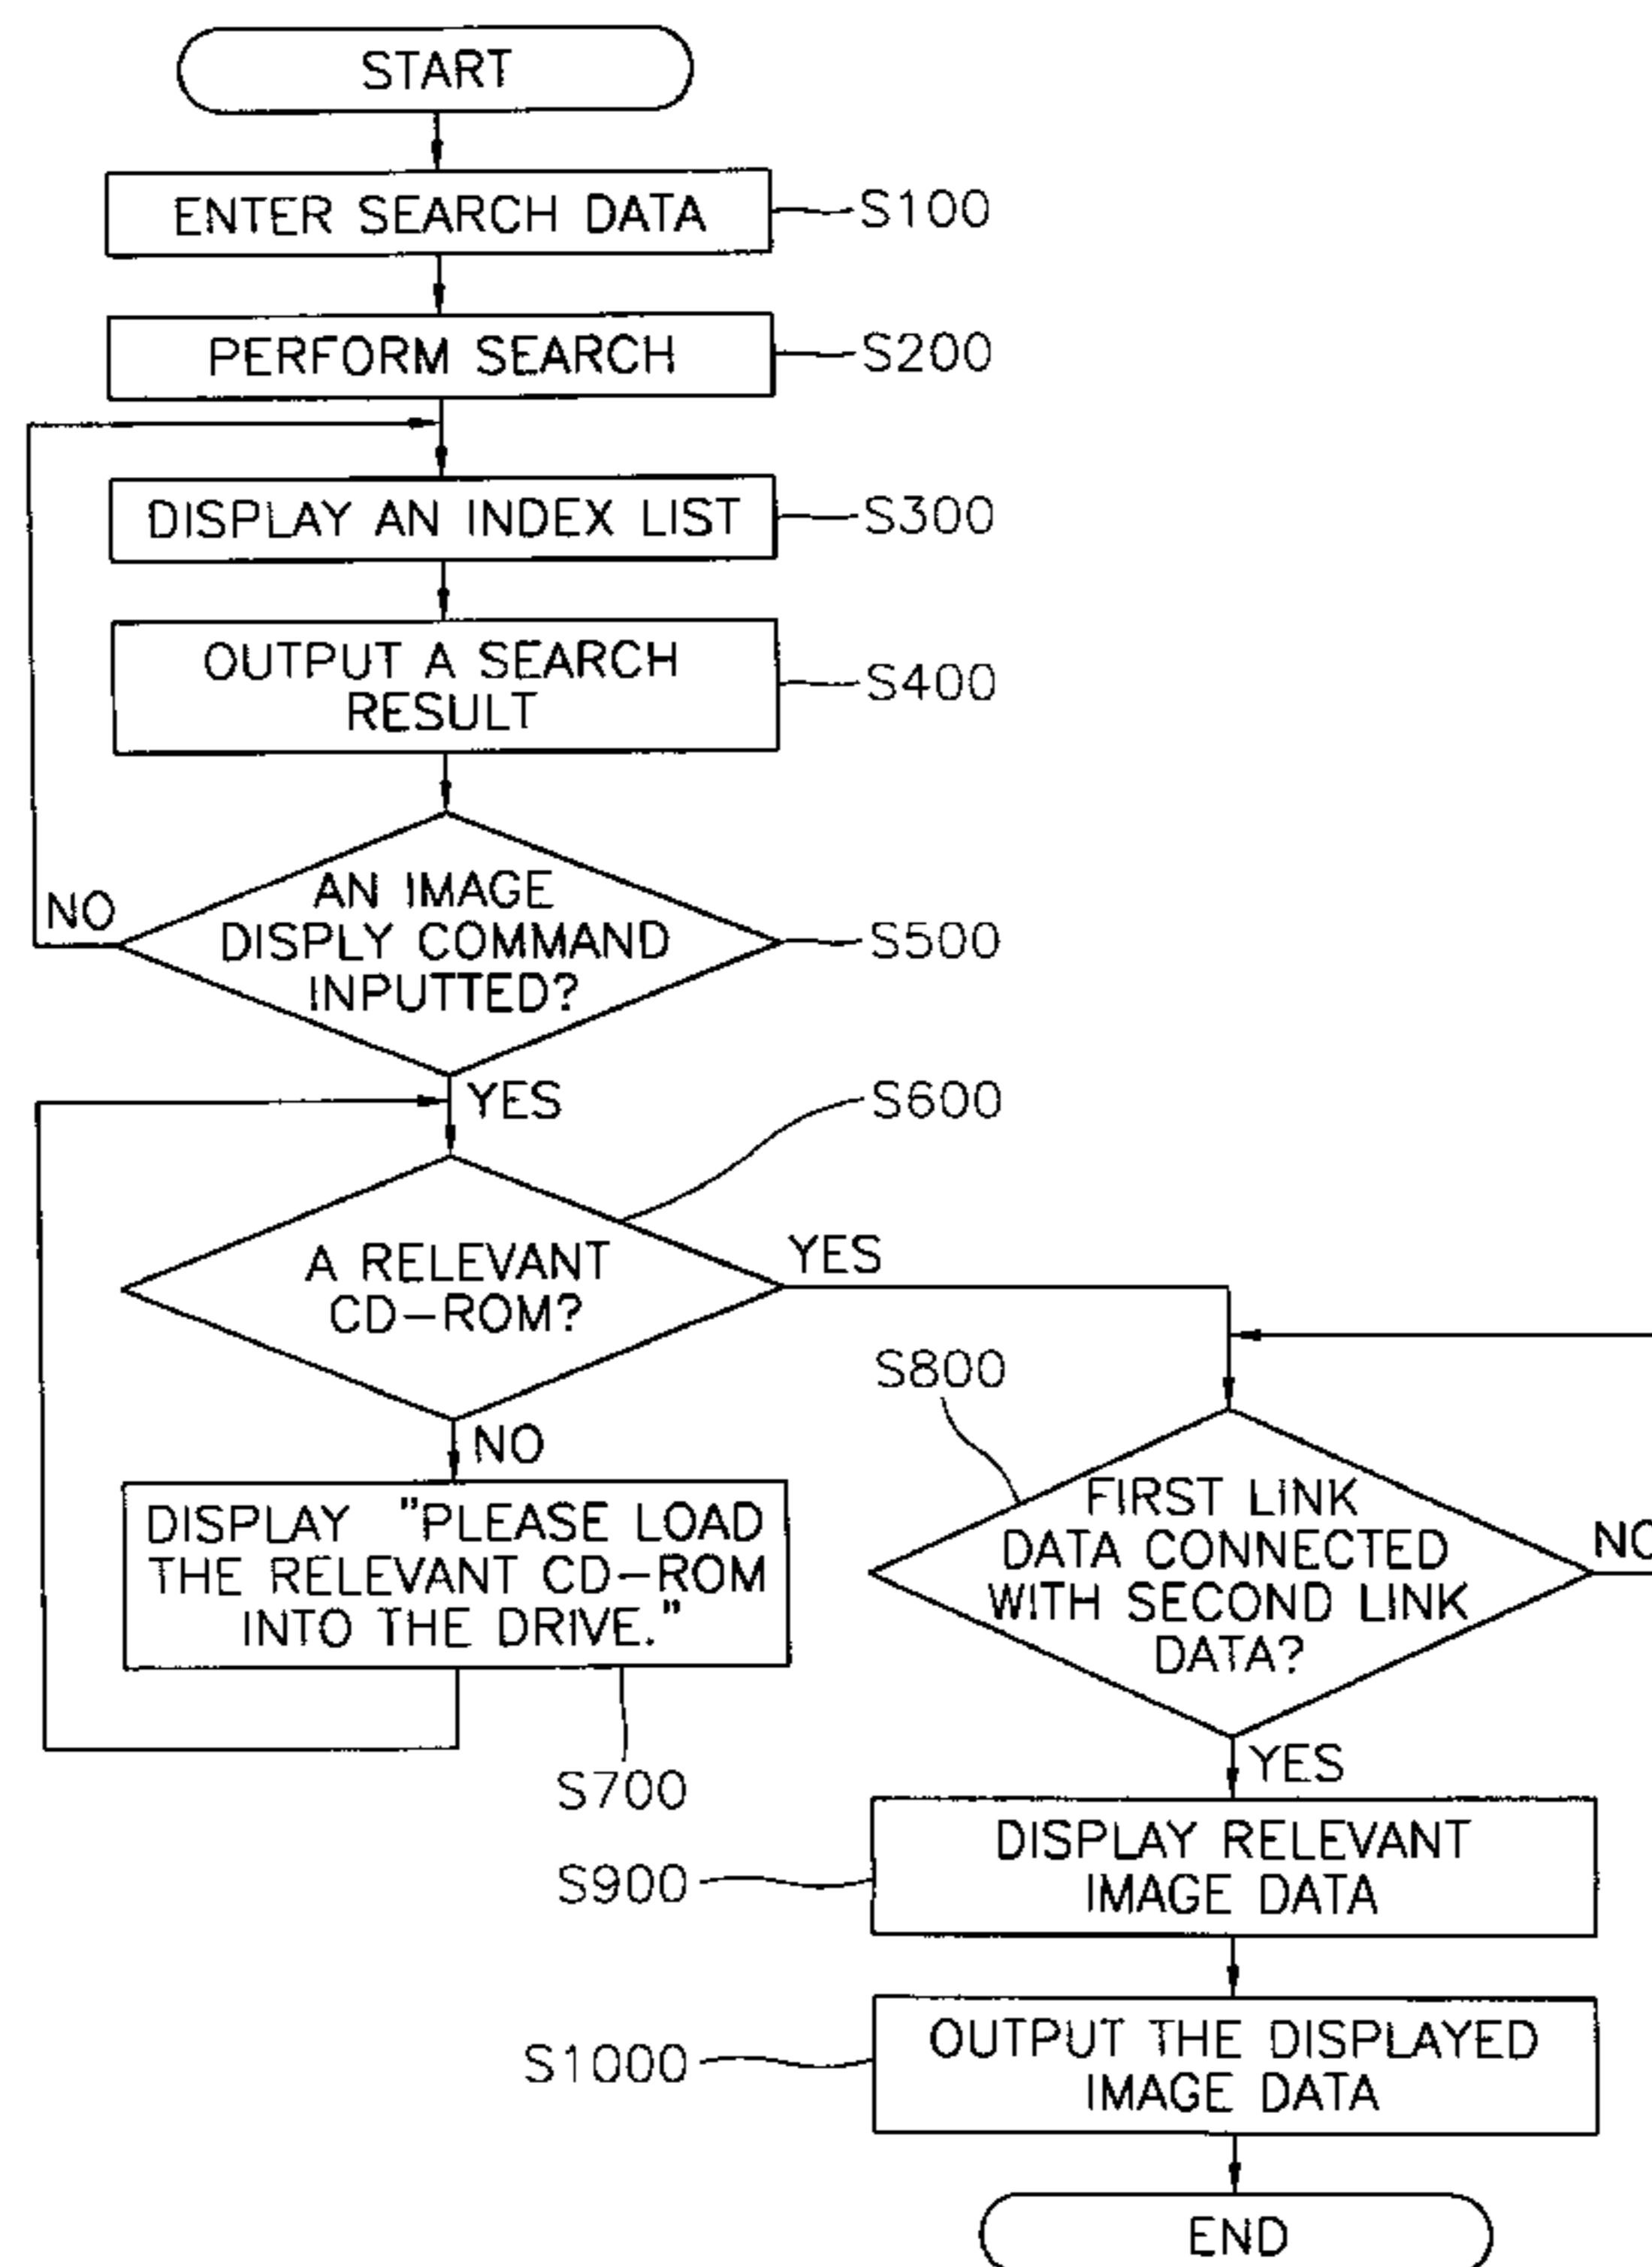 START
ENTER SEARCH DATA
S100
PERFORM SEARCH
S200
DISPLAY AN INDEX LIST
S300
OUTPUT A SEARCH
RESULT
S400
AN IMAGE
DISPLY COMMAND
INPUTTED?
NO
S500
YES
S600
A RELEVANT
CD-ROM?
YES
NO
S800
DISPLAY "PLEASE LOAD
THE RELEVANT CD-ROM
INTO THE DRIVE."
S700
FIRST LINK
DATA CONNECTED
WITH SECOND LINK
DATA?
NO
YES
DISPLAY RELEVANT
IMAGE DATA
S900
OUTPUT THE DISPLAYED
IMAGE DATA
S1000
END